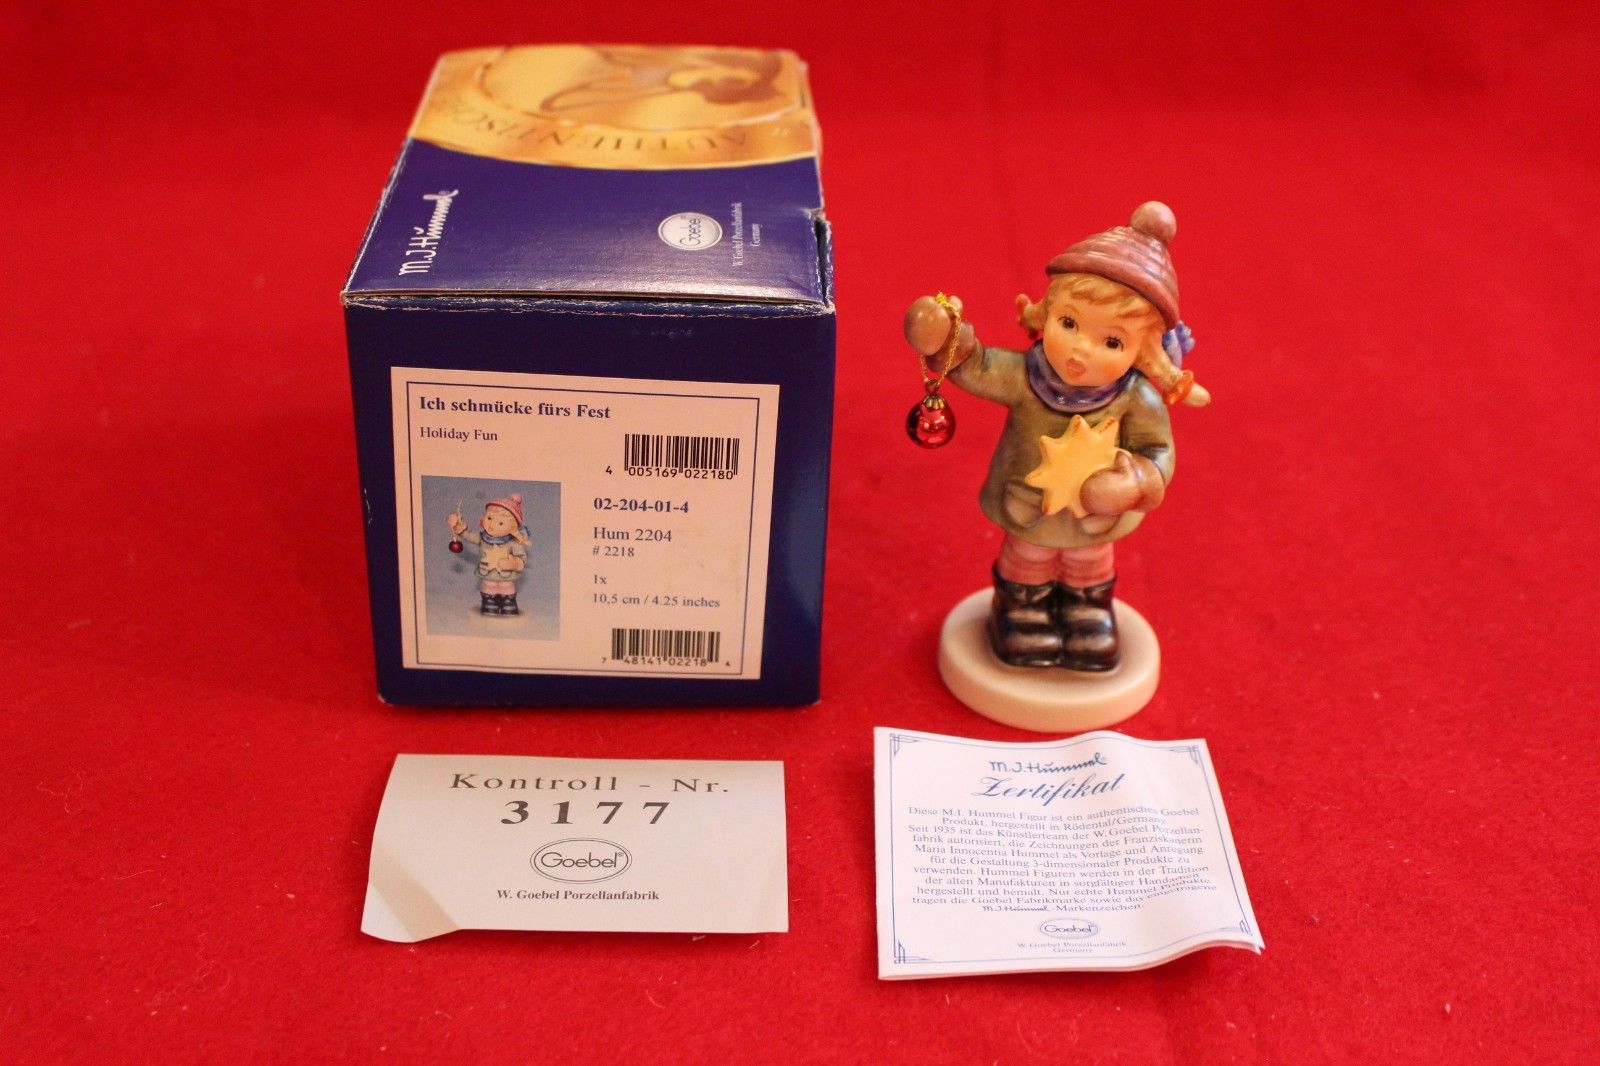 AUTHENTISCH
M.J.Hummel®
Goebel®
W. Goebel Porzellanfabrik
Germany
Ich schmücke fürs Fest
Holiday Fun
4 005169 022180
02-204-01-4
Hum 2204
# 2218
1x
10,5 cm / 4.25 inches
7 48141 02218 4
Kontroll - Nr.
3177
Goebel®
W. Goebel Porzellanfabrik
M.J.Hummel®
Zertifikat
Diese M.I. Hummel Figur ist ein authentisches Goebel
Produkt, hergestellt in Rödental/Germany
Seit 1935 ist das Künstlerteam der W. Goebel Porzellan-
fabrik autorisiert, die Zeichnungen der Franziskanerin
Maria Innocentia Hummel als Vorlage und Anregung
für die Gestaltung 3-dimensionaler Produkte zu
verwenden. Hummel Figuren werden in der Tradition
der alten Manufakturen in sorgfältiger Handarbeit
hergestellt und bemalt. Nur echte Hummel Produkte
tragen die Goebel Fabrikmarke sowie das eingetragene
M.J.Hummel-Markenzeichen.
Goebel®
W. Goebel Porzellanfabrik
Germany